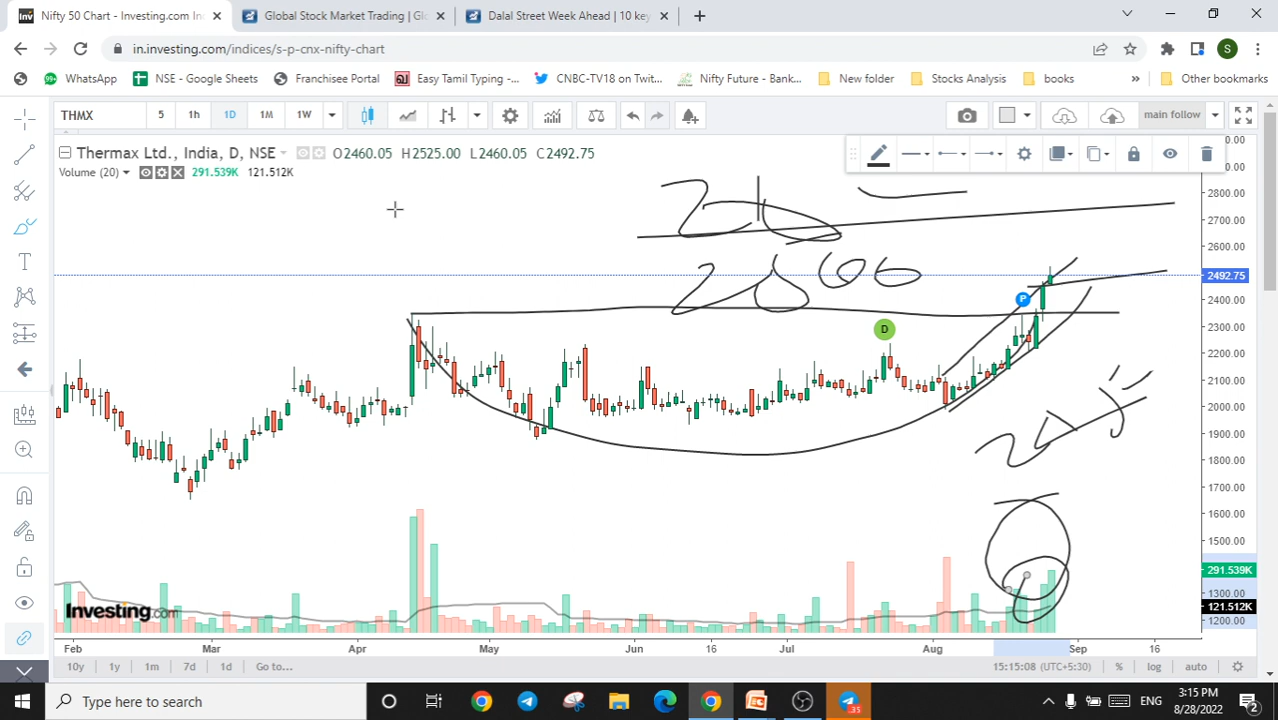 Nifty 50 Chart - Investing.com In
Global Stock Market Trading | Glo
Dalal Street Week Ahead | 10 key
in.investing.com/indices/s-p-cnx-nifty-chart
S
WhatsApp
99+
NSE - Google Sheets
Franchisee Portal
Easy Tamil Typing -...
CNBC-TV18 on Twit...
Nifty Future - Bank...
New folder
Stocks Analysis
books
»
Other bookmarks
THMX 5 1h 1D 1M 1W
main follow
Thermax Ltd., India, D, NSE O2460.05 H2525.00 L2460.05 C2492.75
Volume (20) 291.539K 121.512K
2800.00
2700.00
2600.00
2492.75
2400.00
2300.00
2200.00
2100.00
2000.00
1900.00
1800.00
1700.00
1600.00
1500.00
291.539K
1300.00
121.512K
1200.00
P
D
Investing.com
Feb Mar Apr May Jun 16 Jul Aug Sep 16
10y 1y 1m 7d 1d Go to... 15:15:08 (UTC+5:30) % log auto
Type here to search
35
ENG
3:15 PM
8/28/2022
2